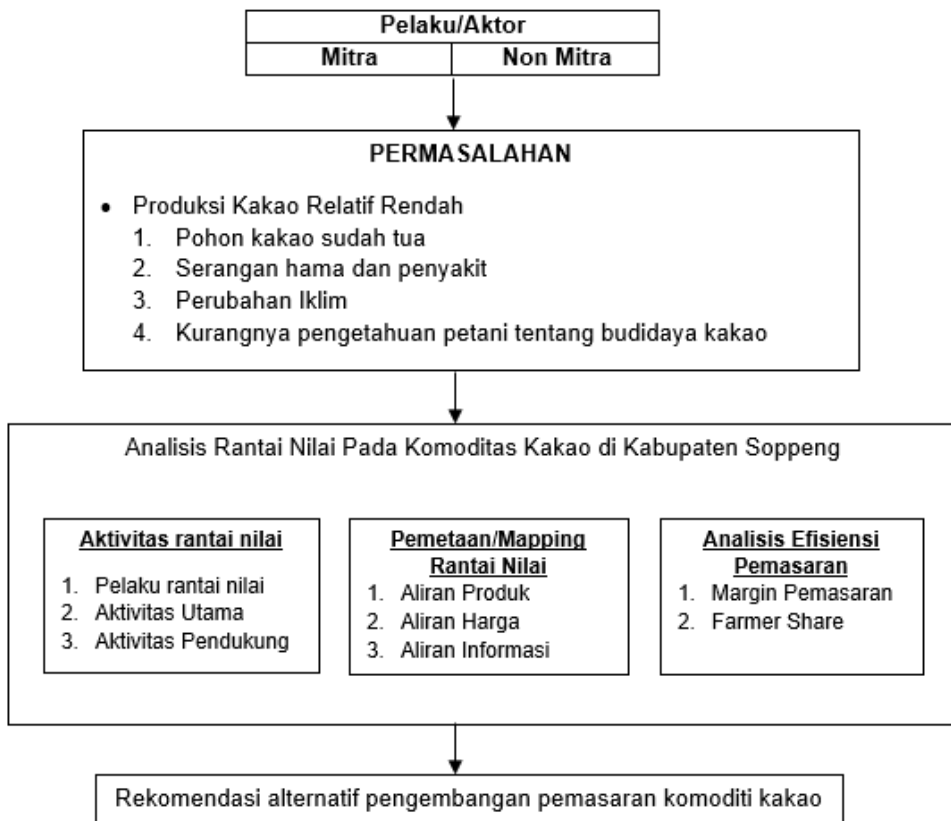 Pelaku/Aktor
Mitra
Non Mitra
PERMASALAHAN
• Produksi Kakao Relatif Rendah
1. Pohon kakao sudah tua
2. Serangan hama dan penyakit
3. Perubahan Iklim
4. Kurangnya pengetahuan petani tentang budidaya kakao
Analisis Rantai Nilai Pada Komoditas Kakao di Kabupaten Soppeng
Aktivitas rantai nilai
1. Pelaku rantai nilai
2. Aktivitas Utama
3. Aktivitas Pendukung
Pemetaan/Mapping
Rantai Nilai
1. Aliran Produk
2. Aliran Harga
3. Aliran Informasi
Analisis Efisiensi
Pemasaran
1. Margin Pemasaran
2. Farmer Share
Rekomendasi alternatif pengembangan pemasaran komoditi kakao